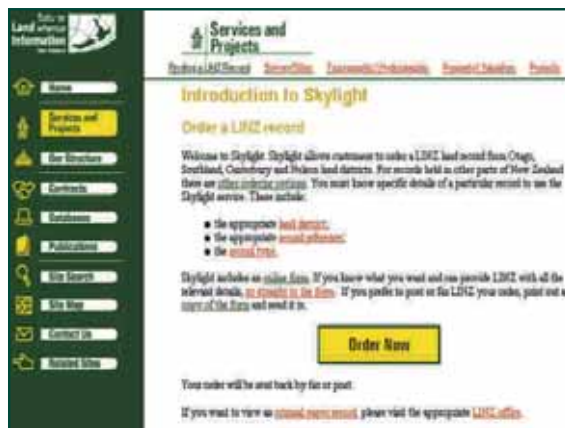 Land
Information
Services and
Projects
Introduction to Skylight
Order a LINZ record
Welcome to Skylight. Skylight allows customers to order a LINZ land record from Otago,
Southland, Canterbury and Nelson land districts. For records held in other parts of New Zealand
there are other ordering options. You must know specific details of a particular record to use the
Skylight service. These include:
the appropriate land district;
the appropriate record reference;
the record type.
Skylight includes an online form. If you know what you want and can provide LINZ with all the
relevant details, go straight to the form. If you prefer to post or fax LINZ your order, print out a
copy of the form and send it in.
Order Now
Your order will be sent back by fax or post.
If you want to view an please visit the appropriate LINZ office.
Home
Services and
Projects
Our Structure
Contracts
Databases
Publications
Site Search
Site Map
Contact Us
Related Sites